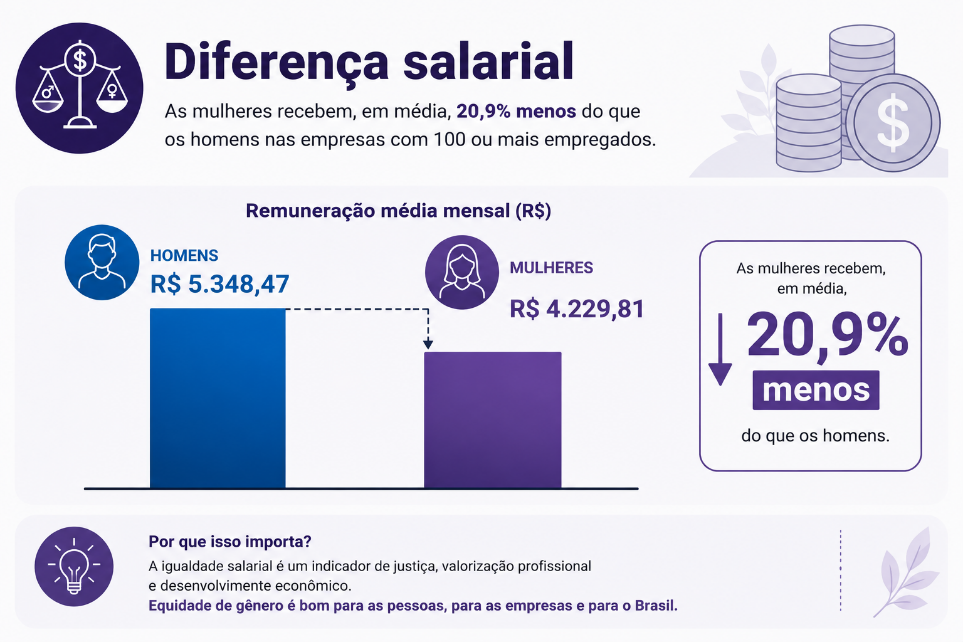 Diferença salarial
As mulheres recebem, em média, 20,9% menos do que
os homens nas empresas com 100 ou mais empregados.
Remuneração média mensal (R$)
HOMENS
R$ 5.348,47
MULHERES
R$ 4.229,81
As mulheres recebem,
em média,
20,9%
menos
do que os homens.
Por que isso importa?
A igualdade salarial é um indicador de justiça, valorização profissional
e desenvolvimente econômico.
Equidade de gênero é bom para as pessoas, para as empresas e para o Brasil.